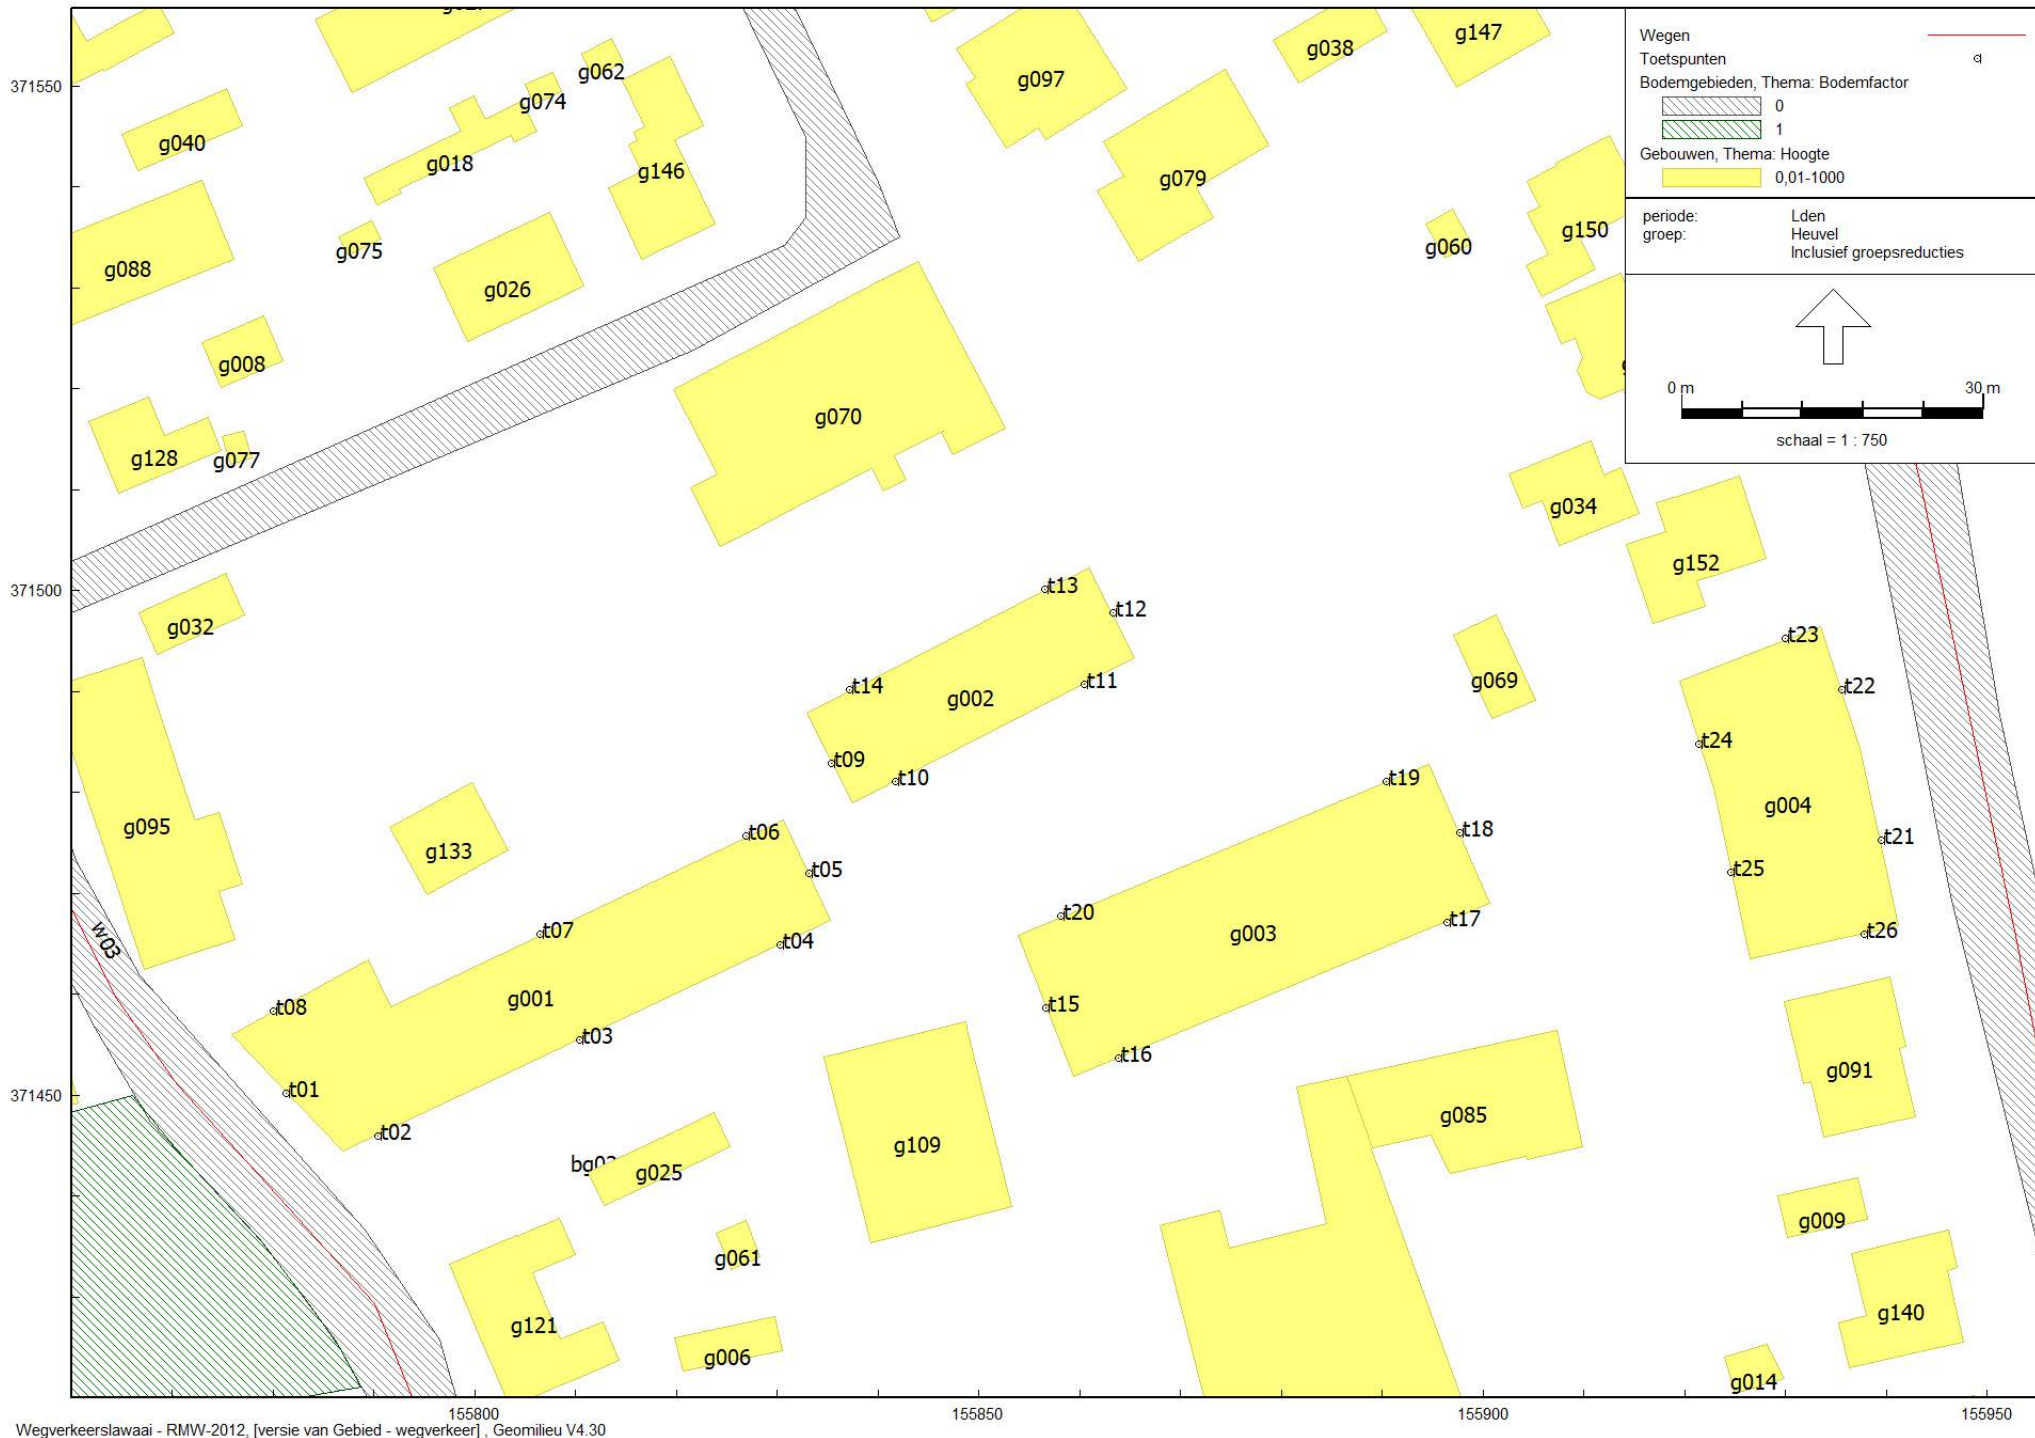 Wegen
Toetspunten
Bodemgebieden, Thema: Bodemfactor
0
1
Gebouwen, Thema: Hoogte
0,01-1000
periode: Lden
groep: Heuvel
Inclusief groepsreducties
0 m 30 m
schaal = 1 : 750
g062
g038
g147
g097
371550
g074
g040
g018
g146
g079
g150
g075
g060
g088
g026
g008
g070
g128
g077
g034
g152
371500
t13
t12
g032
t23
t14
t11
g002
g069
t22
t24
t09
t10
t19
g004
g095
t06
t18
t21
g133
t05
t25
t20
t07
t04
g003
t17
t26
w03
t08
g001
t15
t03
t16
g091
371450
t01
t02
g085
g109
g025
g061
g009
g121
g140
g006
g014
155800
155850
155900
155950
Wegverkeerslawaai - RMW-2012, [versie van Gebied - wegverkeer] , Geomilieu V4.30